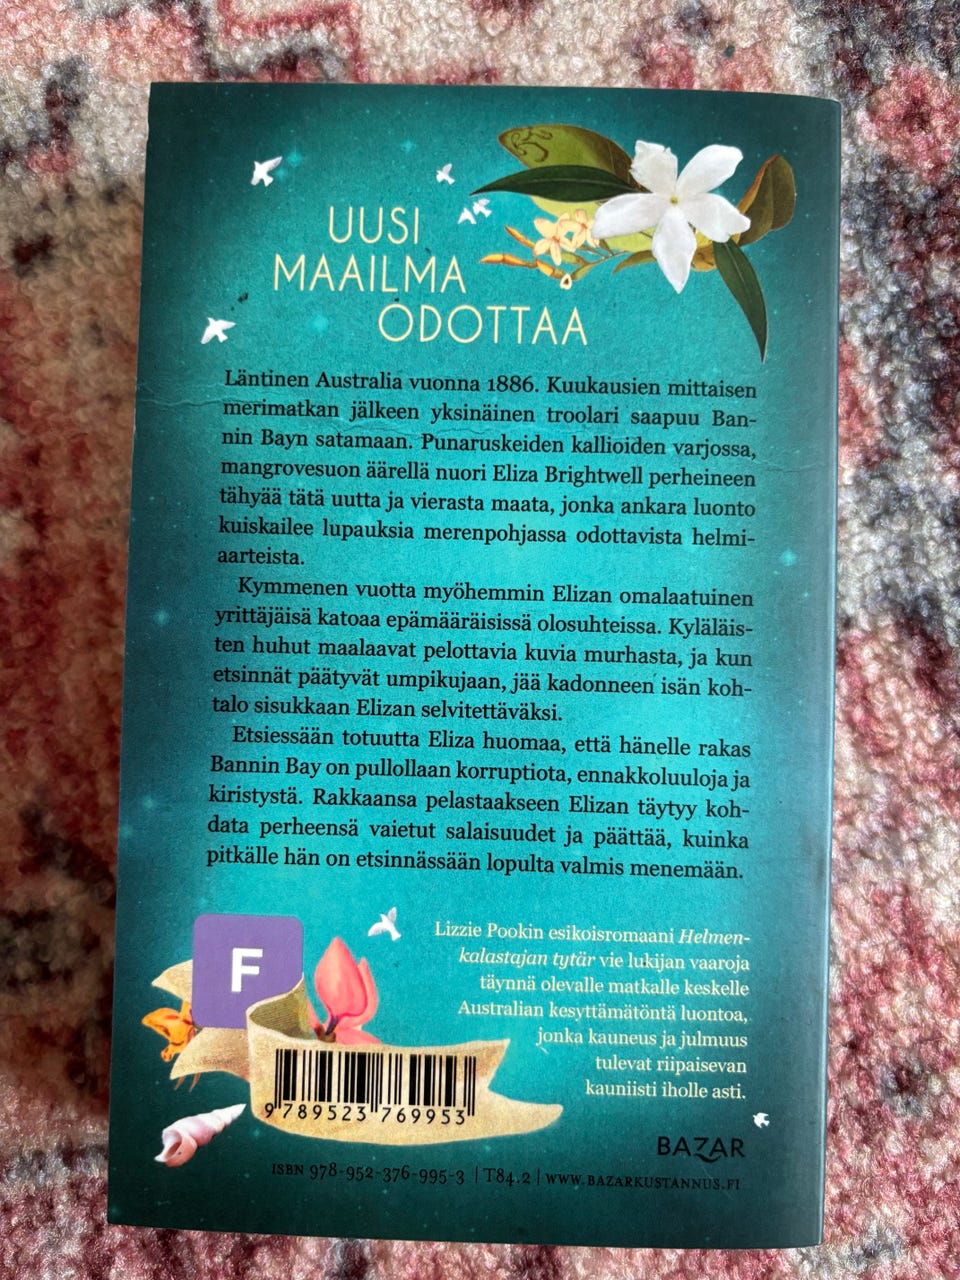 UUSI
MAAILMA
ODOTTAA
Läntinen Australia vuonna 1886. Kuukausien mittaisen
merimatkan jälkeen yksinäinen troolari saapuu Ban-
nin Bayn satamaan. Punaruskeiden kallioiden varjossa,
mangrovesuon äärellä nuori Eliza Brightwell perheineen
tähyää tätä uutta ja vierasta maata, jonka ankara luonto
kuiskailee lupauksia merenpohjassa odottavista helmi-
aarteista.
Kymmenen vuotta myöhemmin Elizan omalaatuinen
yrittäjäisä katoaa epämääräisissä olosuhteissa. Kyläläis-
ten huhut maalaavat pelottavia kuvia murhasta, ja kun
etsinnät päätyvät umpikujaan, jää kadonneen isän koh-
talo sisukkaan Elizan selvitettäväksi.
Etsiessään totuutta Eliza huomaa, että hänelle rakas
Bannin Bay on pullollaan korruptiota, ennakkoluuloja ja
kiristystä. Rakkaansa pelastaakseen Elizan täytyy koh-
data perheensä vaietut salaisuudet ja päättää, kuinka
pitkälle hän on etsinnässään lopulta valmis menemään.
Lizzie Pookin esikoisromaani Helmen-
kalastajan tytär vie lukijan vaaroja
täynnä olevalle matkalle keskelle
Australian kesyttämätöntä luontoa,
jonka kauneus ja julmuus
tulevat riipaisevan
kauniisti iholle asti.
F
9 789523 769953
BAZAR
ISBN 978-952-376-995-3 | T84.2 | WWW.BAZARKUSTANNUS.FI